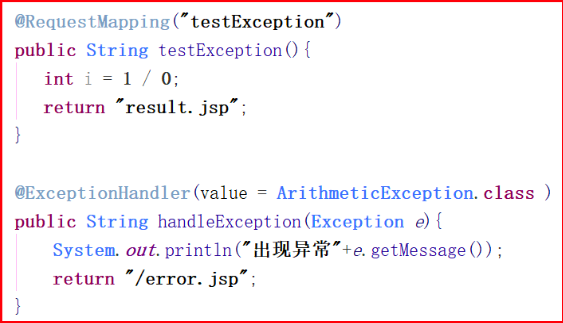 @RequestMapping("testException")
public String testException(){
int i = 1 / 0;
return "result.jsp";
}
@ExceptionHandler(value = ArithmeticException.class )
public String handleException(Exception e){
System.out.println("出现异常"+e.getMessage());
return "/error.jsp";
}